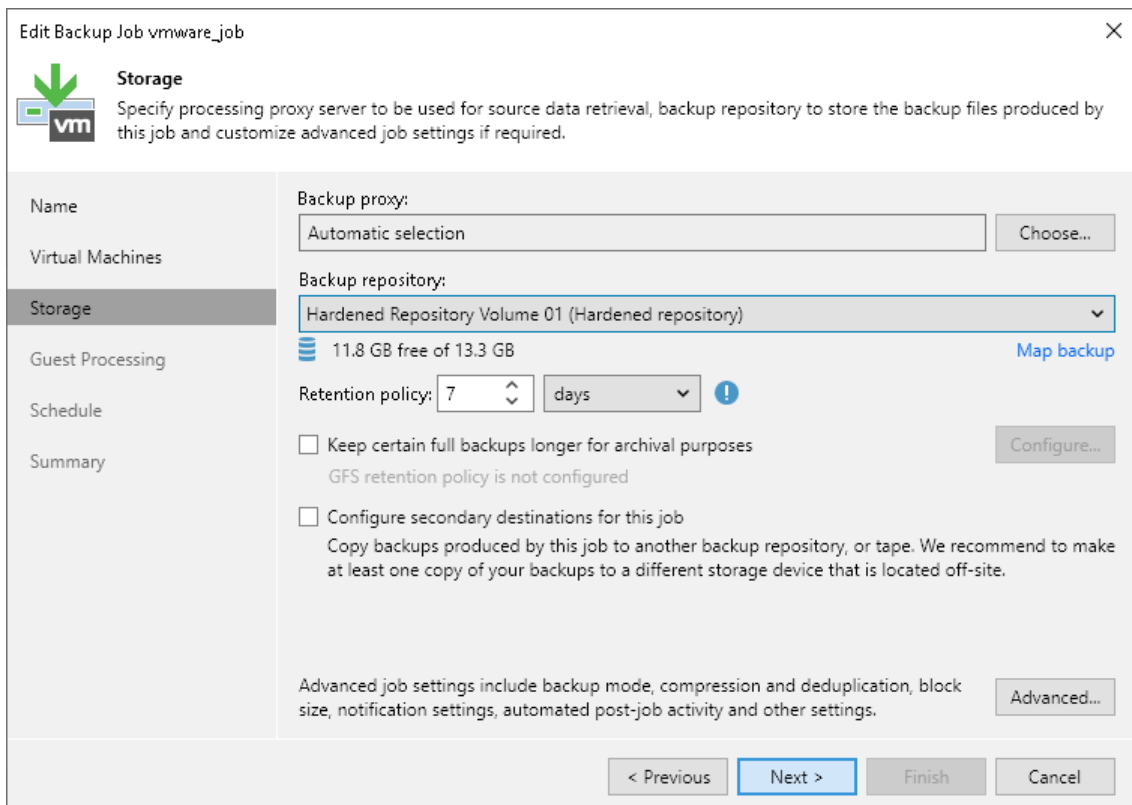 Edit Backup Job vmware_job
Storage
Specify processing proxy server to be used for source data retrieval, backup repository to store the backup files produced by
this job and customize advanced job settings if required.
vm
Name
Virtual Machines
Storage
Guest Processing
Schedule
Summary
Backup proxy:
Automatic selection
Choose...
Backup repository:
Hardened Repository Volume 01 (Hardened repository)
11.8 GB free of 13.3 GB
Map backup
Retention policy: 7 days
Keep certain full backups longer for archival purposes
Configure...
GFS retention policy is not configured
Configure secondary destinations for this job
Copy backups produced by this job to another backup repository, or tape. We recommend to make
at least one copy of your backups to a different storage device that is located off-site.
Advanced job settings include backup mode, compression and deduplication, block
size, notification settings, automated post-job activity and other settings.
Advanced...
< Previous
Next >
Finish
Cancel